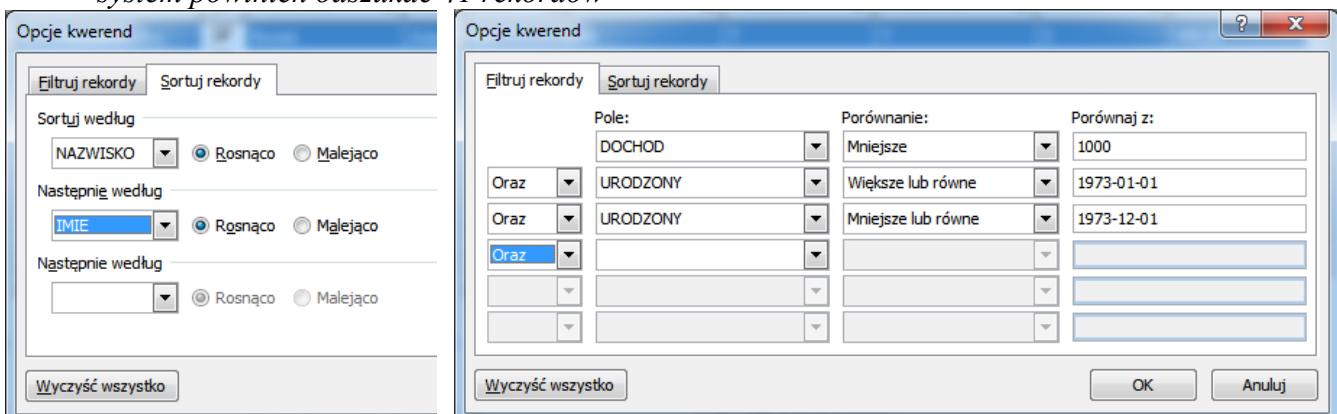 system powinien odszukać 41 rekordów
Opcje kwerend
Filtruj rekordy Sortuj rekordy
Sortuj według
NAZWISKO Rosnąco Malejąco
Następnie według
IMIE Rosnąco Malejąco
Następnie według
Rosnąco Malejąco
Wyczyść wszystko
Opcje kwerend
Filtruj rekordy Sortuj rekordy
Pole: Porównanie: Porównaj z:
DOCHOD Mniejsze 1000
Oraz URODZONY Większe lub równe 1973-01-01
Oraz URODZONY Mniejsze lub równe 1973-12-01
Oraz
Wyczyść wszystko OK Anuluj